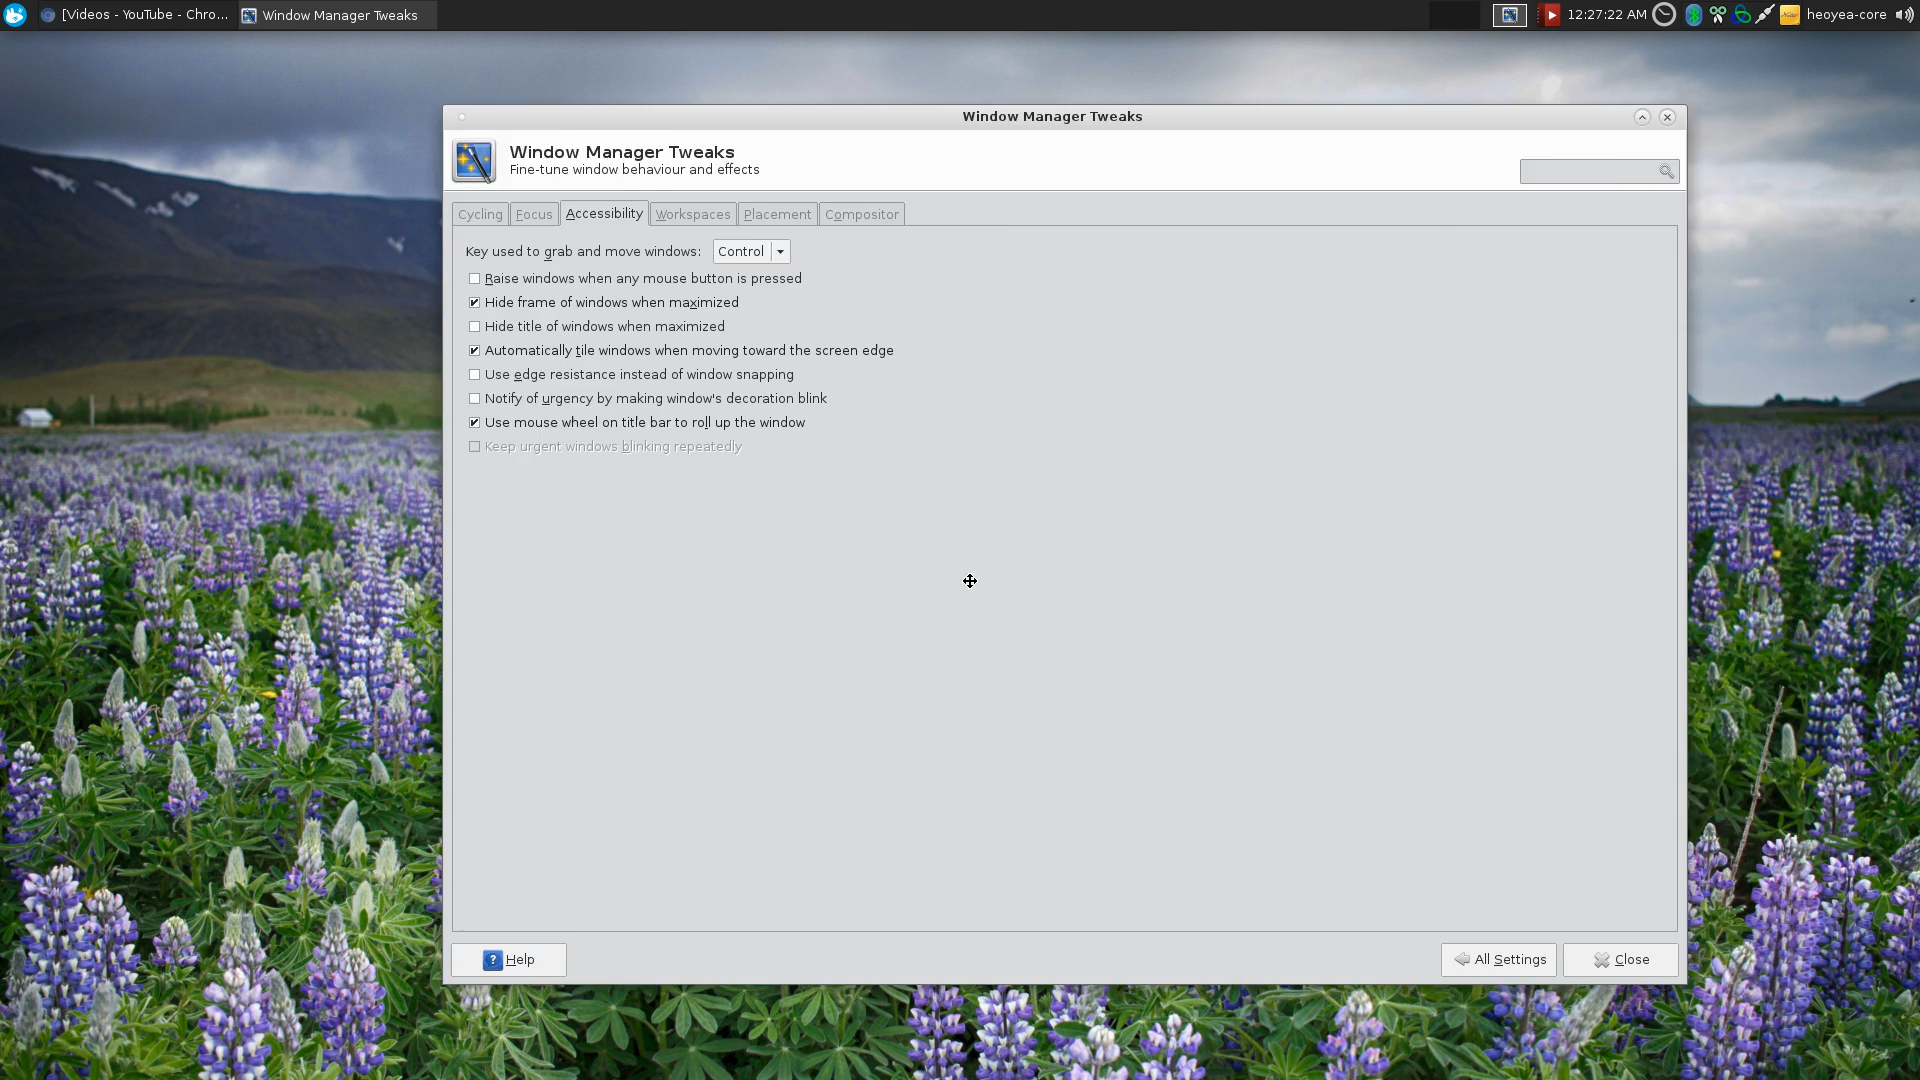 [Videos - YouTube - Chro...
Window Manager Tweaks
12:27:22 AM
heoyea-core
Window Manager Tweaks
Window Manager Tweaks
Fine-tune window behaviour and effects
Cycling Focus Accessibility Workspaces Placement Compositor
Key used to grab and move windows: Control
Raise windows when any mouse button is pressed
Hide frame of windows when maximized
Hide title of windows when maximized
Automatically tile windows when moving toward the screen edge
Use edge resistance instead of window snapping
Notify of urgency by making window's decoration blink
Use mouse wheel on title bar to roll up the window
Keep urgent windows blinking repeatedly
? Help
All Settings
Close